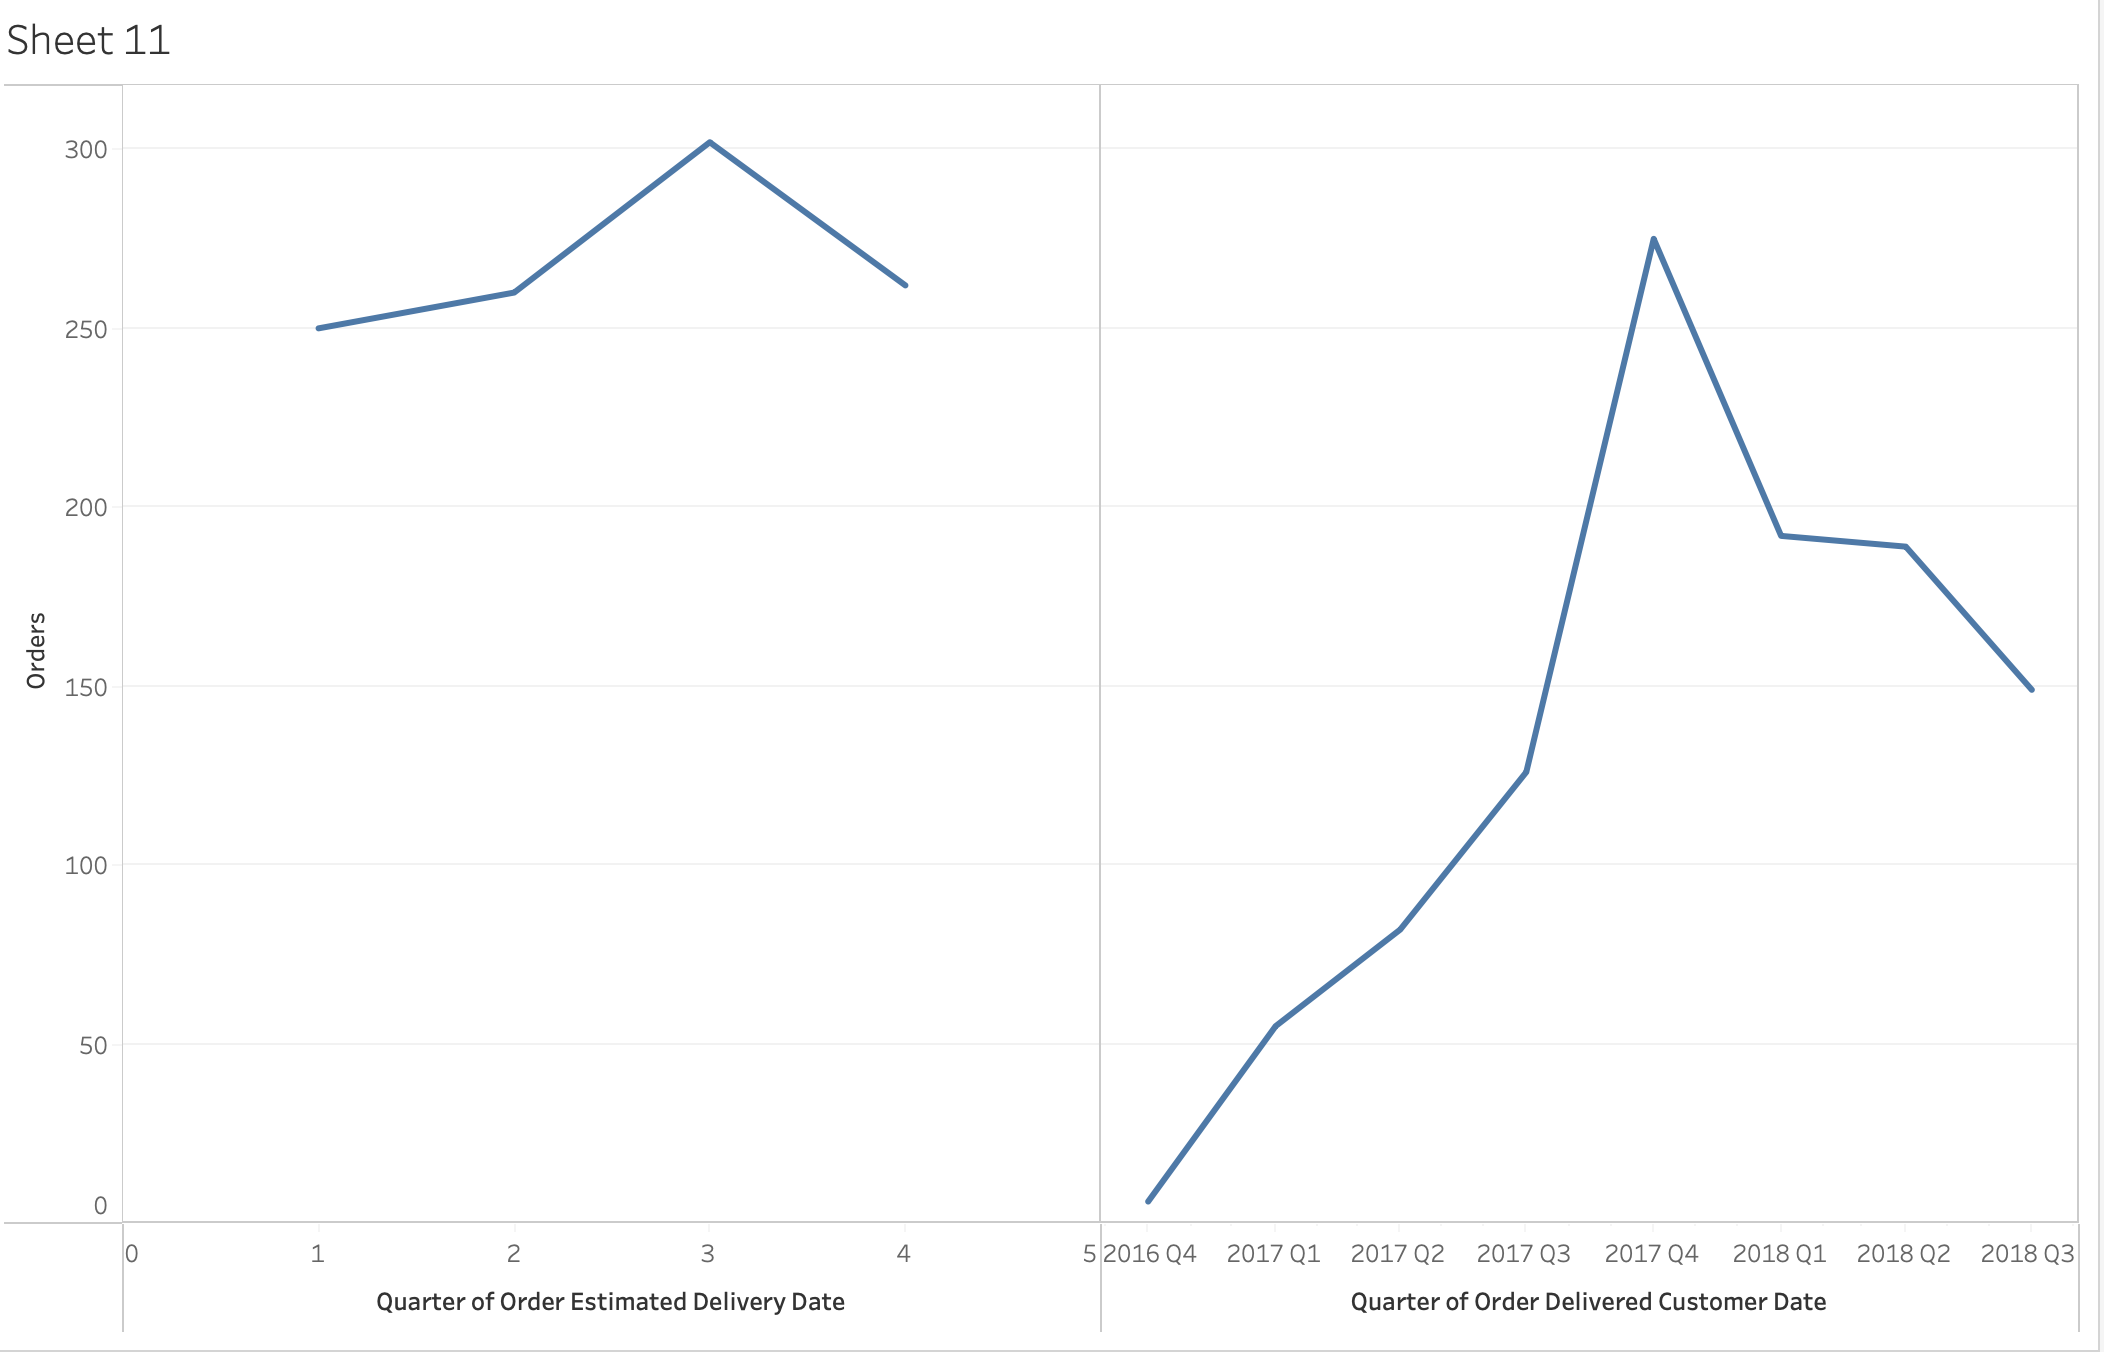 Sheet 11
300
250
200
150
100
50
0
Orders
0 1 2 3 4 5
Quarter of Order Estimated Delivery Date
2016 Q4 2017 Q1 2017 Q2 2017 Q3 2017 Q4 2018 Q1 2018 Q2 2018 Q3
Quarter of Order Delivered Customer Date